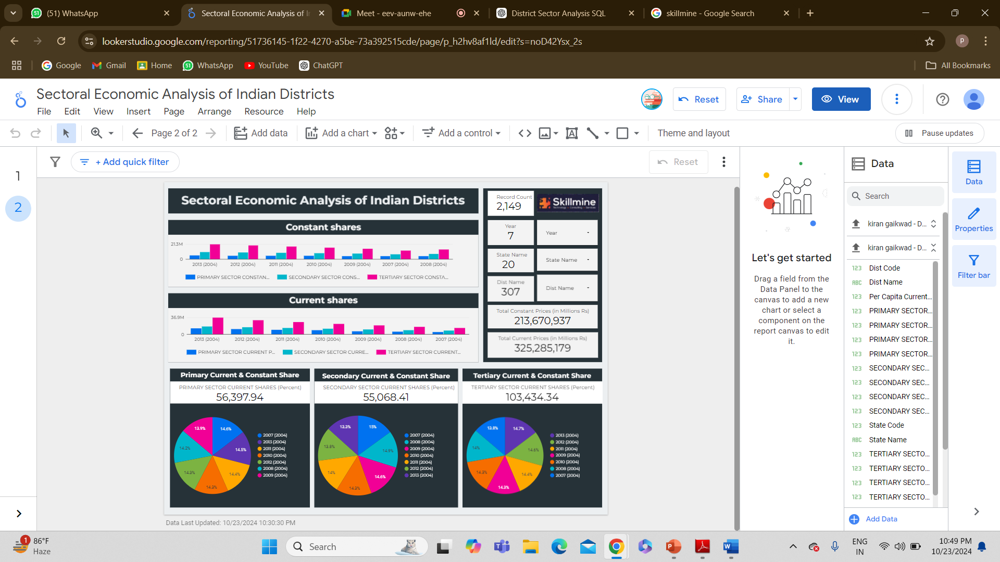 (51) WhatsApp
Sectoral Economic Analysis of I
Meet - eev-aunw-ehe
District Sector Analysis SQL
skillmine - Google Search
lookerstudio.google.com/reporting/51736145-1f22-4270-a5be-73a392515cde/page/p_h2hv8af1ld/edit?s=noD42Ysx_2s
P
Google
Gmail
Home
WhatsApp
YouTube
ChatGPT
All Bookmarks
Sectoral Economic Analysis of Indian Districts
File Edit View Insert Page Arrange Resource Help
Reset
Share
View
Page 2 of 2
Add data
Add a chart
Add a control
Theme and layout
Pause updates
+ Add quick filter
Reset
1
2
Sectoral Economic Analysis of Indian Districts
Constant shares
21.3M
0
2013 (2004) 2012 (2004) 2011 (2004) 2010 (2004) 2009 (2004) 2007 (2004) 2008 (2004)
PRIMARY SECTOR CONSTAN... SECONDARY SECTOR CONS... TERTIARY SECTOR CONSTA...
Current shares
36.9M
0
2013 (2004) 2012 (2004) 2011 (2004) 2010 (2004) 2009 (2004) 2008 (2004) 2007 (2004)
PRIMARY SECTOR CURRENT P... SECONDARY SECTOR CURRE... TERTIARY SECTOR CURRENT...
Record Count
2,149
Skillmine
Technology • Consulting • Services
Year
7
Year
State Name
20
State Name
Dist Name
307
Dist Name
Total Constant Prices (in Millions Rs)
213,670,937
Total Current Prices (in Millions Rs)
325,285,179
Primary Current & Constant Share
PRIMARY SECTOR CURRENT SHARES (Percent)
56,397.94
14.6%
14.5%
14.4%
14.3%
14.3%
14.2%
13.9%
2007 (2004)
2013 (2004)
2011 (2004)
2010 (2004)
2012 (2004)
2008 (2004)
2009 (2004)
Secondary Current & Constant Share
SECONDARY SECTOR CURRENT SHARES (Percent)
55,068.41
15%
14.9%
14.6%
14.3%
14%
13.8%
13.3%
2007 (2004)
2008 (2004)
2009 (2004)
2010 (2004)
2011 (2004)
2012 (2004)
2013 (2004)
Tertiary Current & Constant Share
TERTIARY SECTOR CURRENT SHARES (Percent)
103,434.34
14.7%
14.6%
14.4%
14.3%
14.3%
14%
13.8%
2013 (2004)
2012 (2004)
2011 (2004)
2009 (2004)
2010 (2004)
2008 (2004)
2007 (2004)
Data Last Updated: 10/23/2024 10:30:30 PM
Let's get started
Drag a field from the
Data Panel to the
canvas to add a new
chart or select a
component on the
report canvas to edit
it.
Data
Search
kiran gaikwad - D...
kiran gaikwad - D...
123 Dist Code
ABC Dist Name
123 Per Capita Current...
123 PRIMARY SECTOR...
123 PRIMARY SECTOR...
123 PRIMARY SECTOR...
123 PRIMARY SECTOR...
123 SECONDARY SEC...
123 SECONDARY SEC...
123 SECONDARY SEC...
123 SECONDARY SEC...
123 State Code
ABC State Name
123 TERTIARY SECTO...
123 TERTIARY SECTO...
123 TERTIARY SECTO...
123 TERTIARY SECTO...
Add Data
Data
Properties
Filter bar
1
86°F
Haze
Search
ENG
IN
10:49 PM
10/23/2024